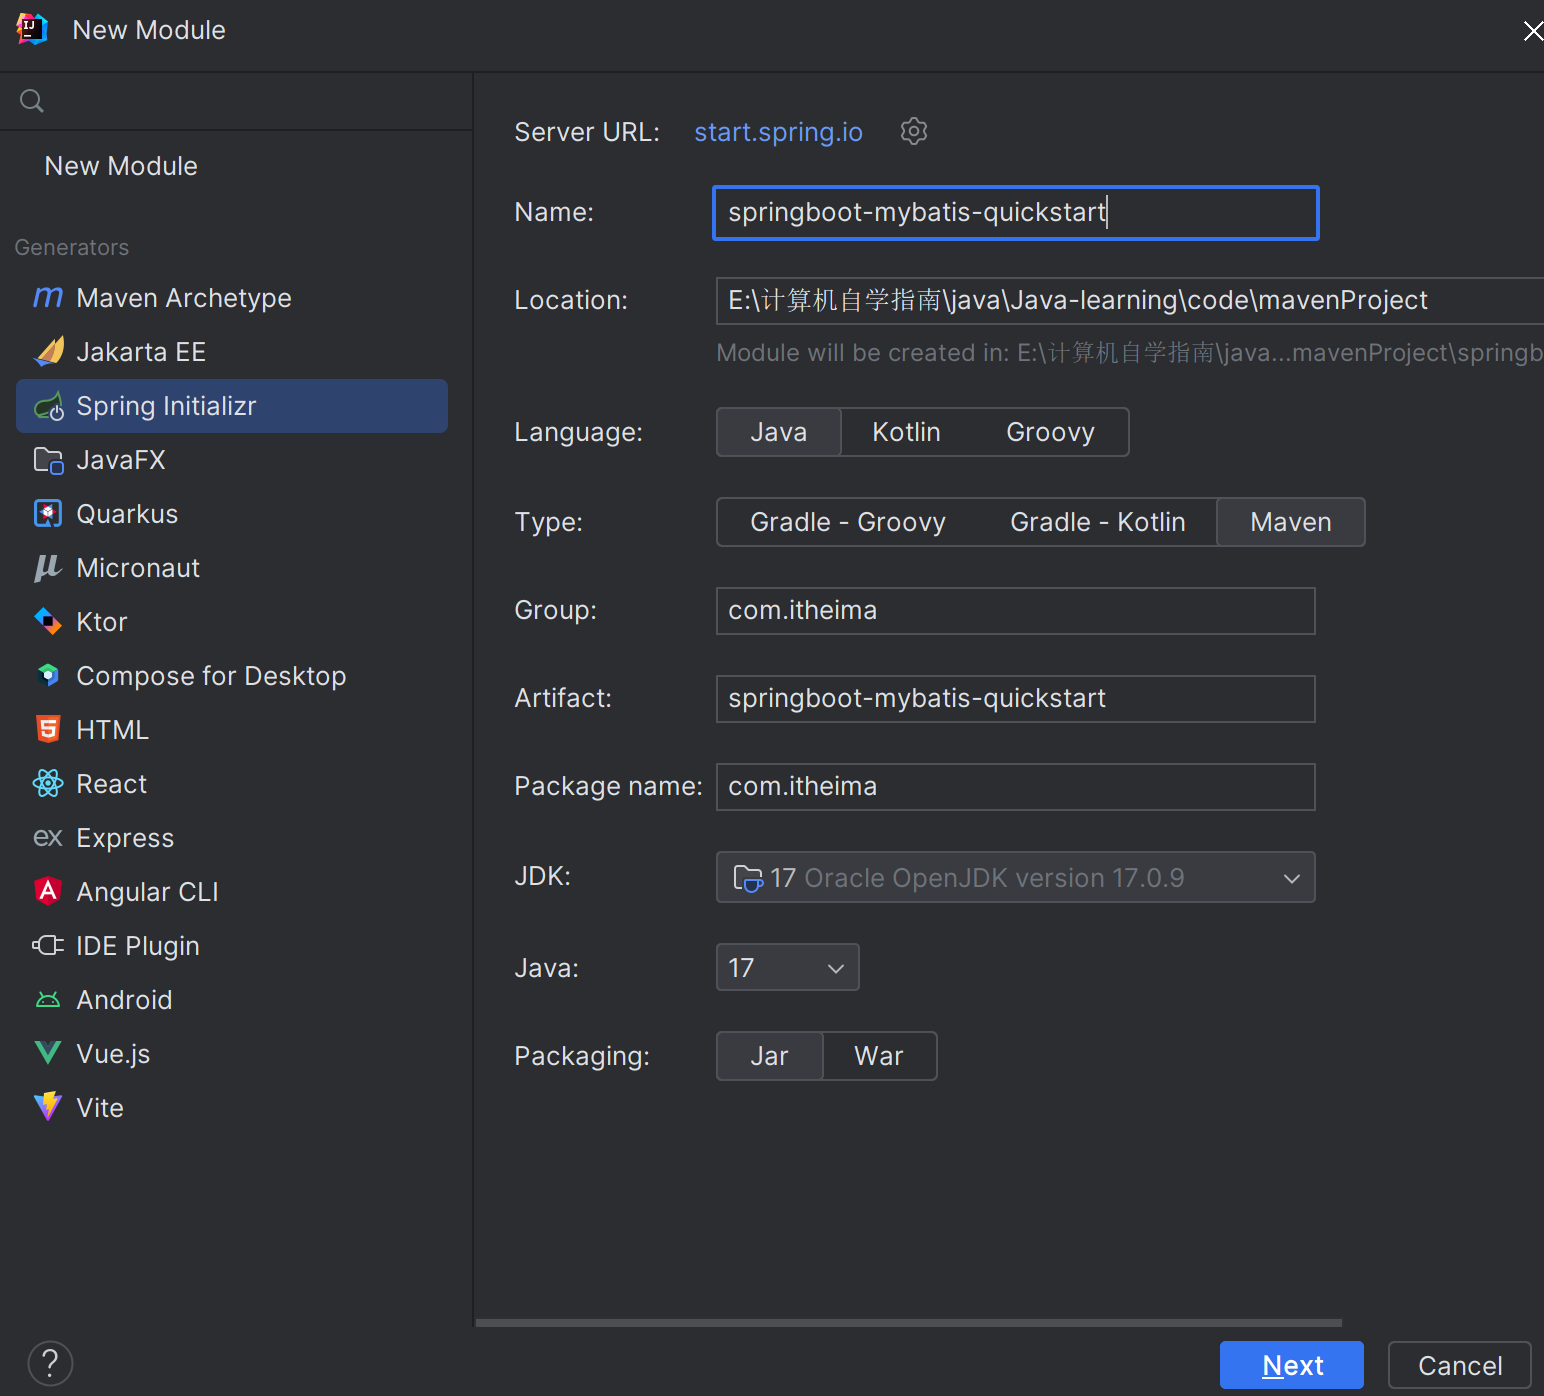 New Module
New Module
Generators
Maven Archetype
Jakarta EE
Spring Initializr
JavaFX
Quarkus
Micronaut
Ktor
Compose for Desktop
HTML
React
Express
Angular CLI
IDE Plugin
Android
Vue.js
Vite
Server URL: start.spring.io
Name: springboot-mybatis-quickstart
Location: E:\计算机自学指南\java\Java-learning\code\mavenProject
Module will be created in: E:\计算机自学指南\java...mavenProject\springb
Language: Java Kotlin Groovy
Type: Gradle - Groovy Gradle - Kotlin Maven
Group: com.itheima
Artifact: springboot-mybatis-quickstart
Package name: com.itheima
JDK: 17 Oracle OpenJDK version 17.0.9
Java: 17
Packaging: Jar War
? Next Cancel